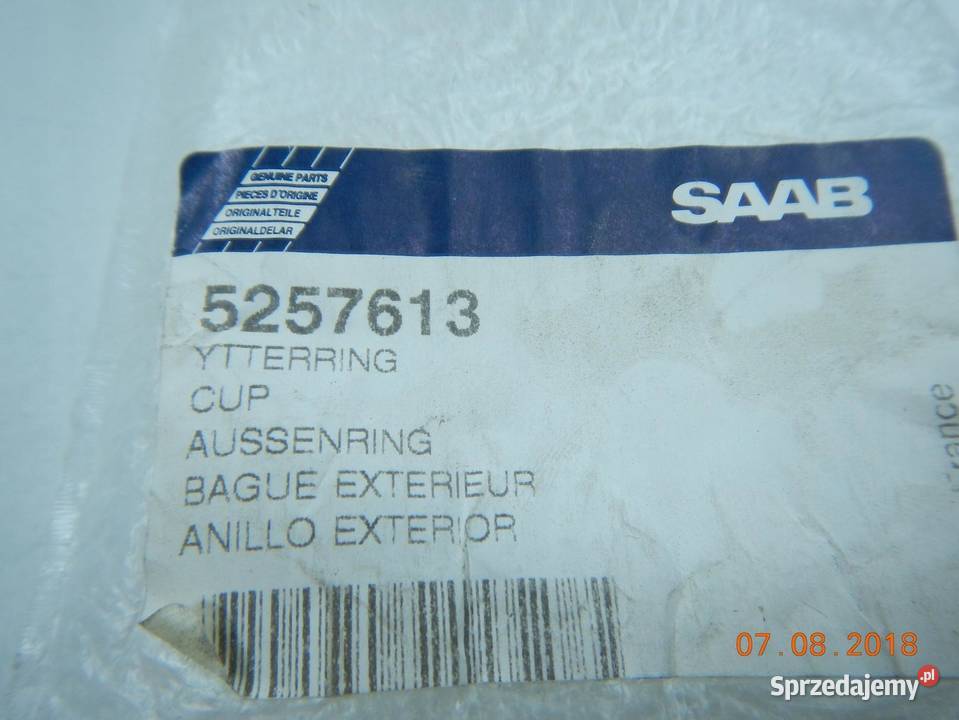 GENUINE PARTS
PIECES D'ORIGINE
ORIGINALTEILE
ORIGINALDELAR
SAAB
5257613
YTTERRING
CUP
AUSSENRING
BAGUE EXTERIEUR
ANILLO EXTERIOR
France
07.08.2018
Sprzedajemy.pl